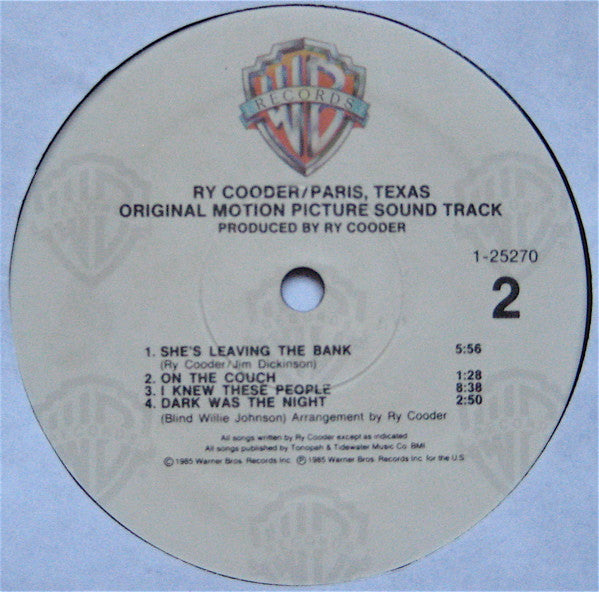 WB
RECORDS
RY COODER/PARIS, TEXAS
ORIGINAL MOTION PICTURE SOUND TRACK
PRODUCED BY RY COODER
1-25270
2
1. SHE'S LEAVING THE BANK 5:56
(Ry Cooder/Jim Dickinson)
2. ON THE COUCH 1:28
3. I KNEW THESE PEOPLE 8:38
4. DARK WAS THE NIGHT 2:50
(Blind Willie Johnson) Arrangement by Ry Cooder
All songs written by Ry Cooder except as indicated
All songs published by Tonopah & Tidewater Music Co. BMI.
©1985 Warner Bros. Records Inc. ℗1985 Warner Bros. Records Inc. for the U.S.